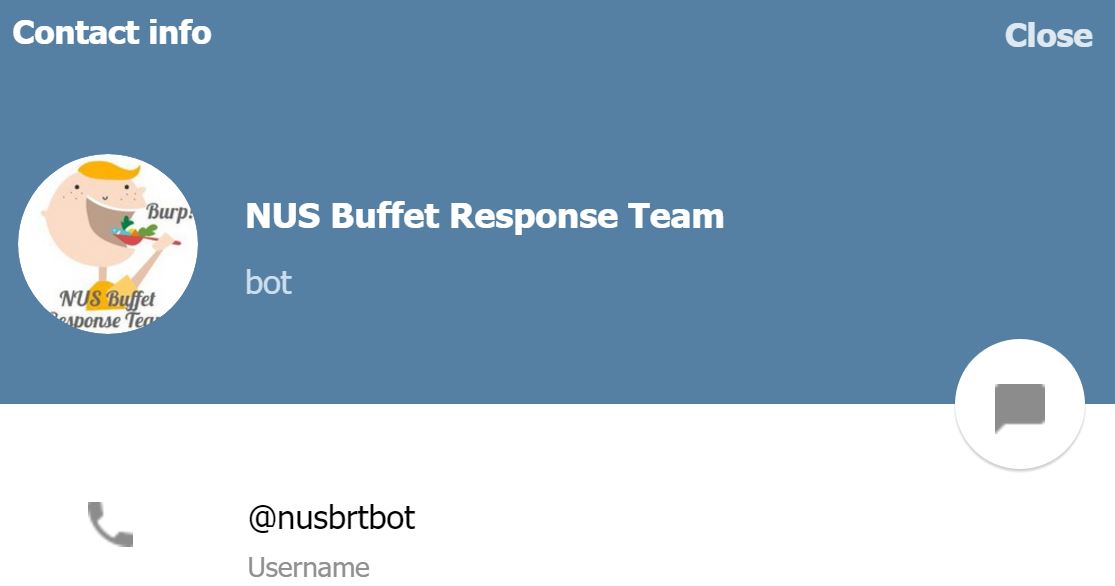 Contact info
Close
Burp!
NUS Buffet
Response Team
NUS Buffet Response Team
bot
@nusbrtbot
Username